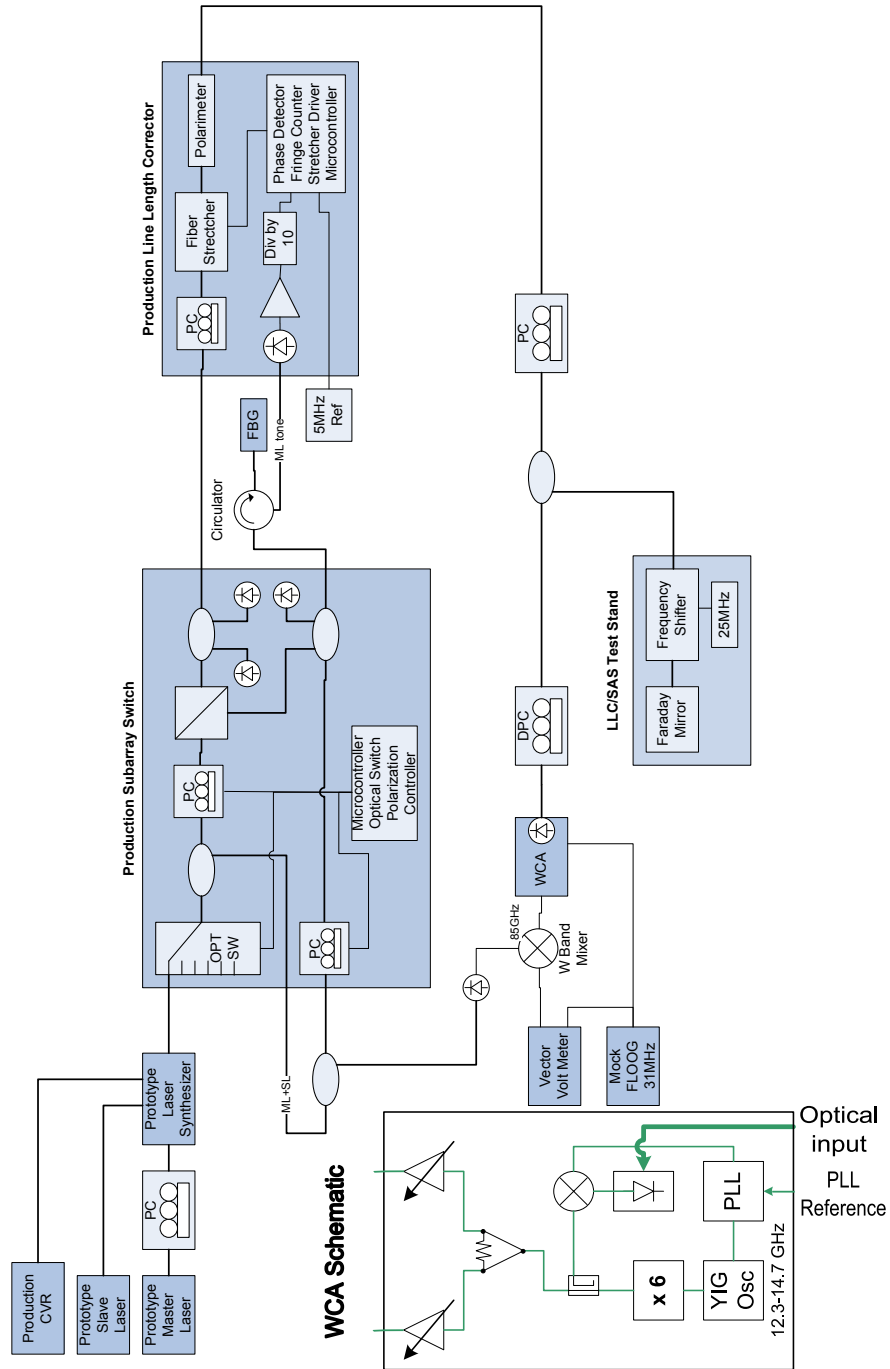 Production
CVR
Prototype
Slave
Laser
Prototype
Master
Laser
PC
Prototype
Laser
Synthesizer
Production Subarray Switch
OPT
SW
PC
PC
Microcontroller
Optical Switch
Polarization
Controller
ML+SL
Circulator
FBG
ML tone
5MHz
Ref
Production Line Length Corrector
PC
Fiber
Strectcher
Polarimeter
Div by
10
Phase Detector
Fringe Counter
Stretcher Driver
Microcontroller
PC
DPC
WCA
85GHz
W Band
Mixer
Vector
Volt Meter
Mock
FLOOG
31MHz
LLC/SAS Test Stand
Faraday
Mirror
Frequency
Shifter
25MHz
WCA Schematic
x 6
YIG
Osc
PLL
12.3-14.7 GHz
Optical
input
PLL
Reference